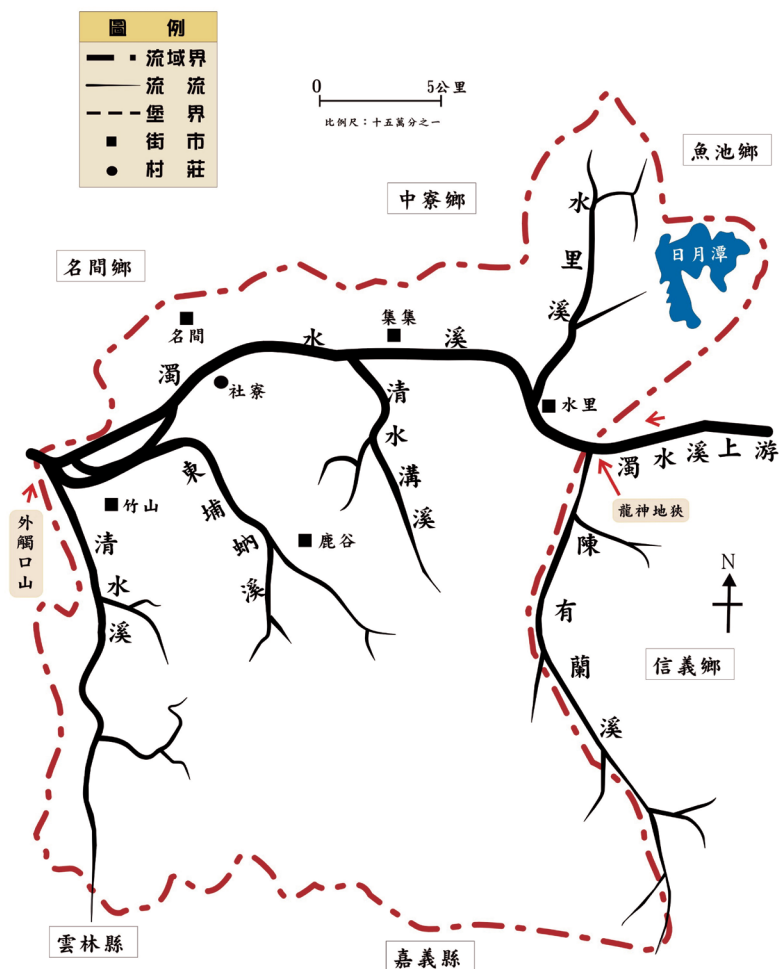 圖 例
流域界
流 流
堡 界
街 市
村 莊
0 5公里
比例尺：十五萬分之一
魚池鄉
中寮鄉
名間鄉
日月潭
水里溪
名間
集集
濁水溪
社寮
清水溝溪
水里
濁水溪上游
龍神地狹
竹山
東埔蚋溪
鹿谷
外觸口山
清水溪
陳有蘭溪
N
信義鄉
雲林縣
嘉義縣